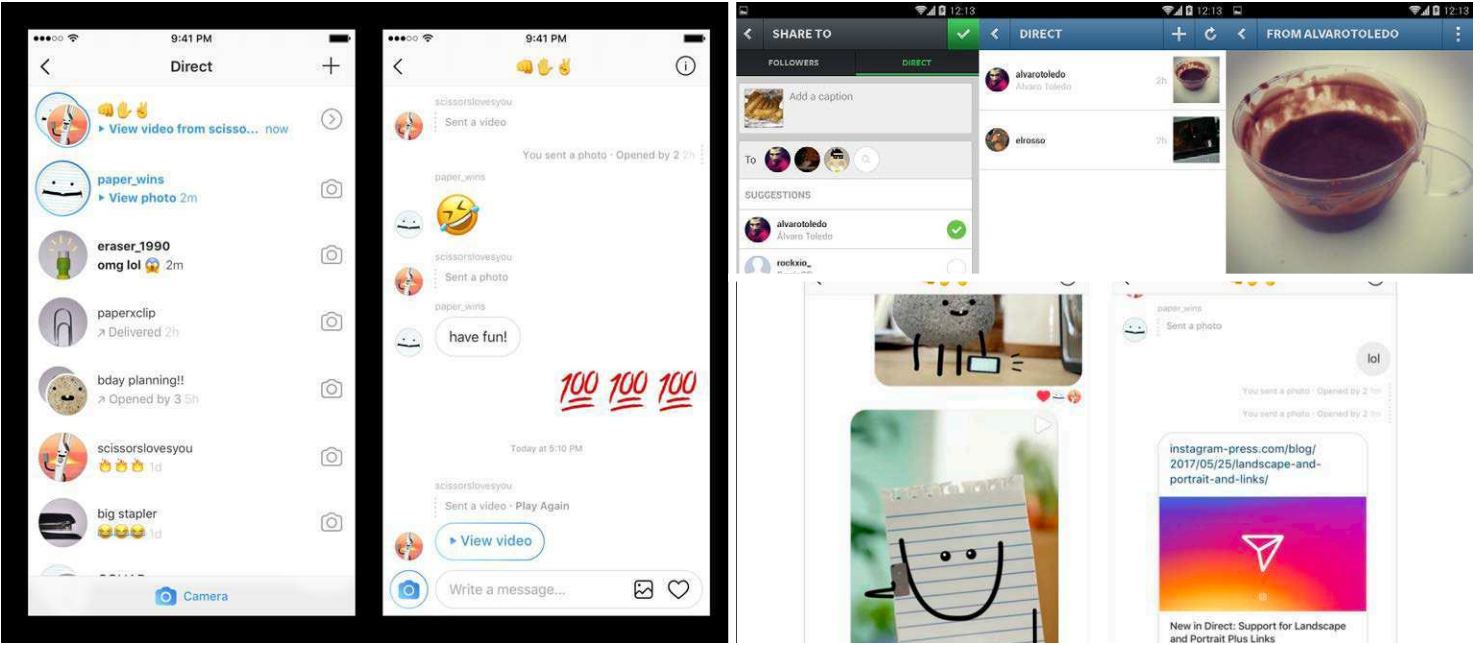 9:41 PM
Direct
👊✋✌️
▸ View video from scisso... now
paper_wins
▸ View photo 2m
eraser_1990
omg lol 😱 2m
paperxclip
↗ Delivered 2h
bday planning!!
↗ Opened by 3 5h
scissorslovesyou
🔥🔥🔥 1d
big stapler
😂😂😂 1d
Camera
9:41 PM
👊✋✌️
scissorslovesyou
Sent a video
You sent a photo · Opened by 2 2h
paper_wins
🤣
scissorslovesyou
Sent a photo
paper_wins
have fun!
💯 💯 💯
Today at 5:10 PM
scissorslovesyou
Sent a video · Play Again
▸ View video
Write a message...
12:13
SHARE TO
FOLLOWERS
DIRECT
Add a caption
To
SUGGESTIONS
alvarotoledo
Álvaro Toledo
rockxio_
12:13
DIRECT
alvarotoledo
Álvaro Toledo
2h
elrosso
2h
12:13
FROM ALVAROTOLEDO
paper_wins
Sent a photo
lol
You sent a photo · Opened by 2
You sent a photo · Opened by 2
instagram-press.com/blog/
2017/05/25/landscape-and-
portrait-and-links/
New in Direct: Support for Landscape
and Portrait Plus Links